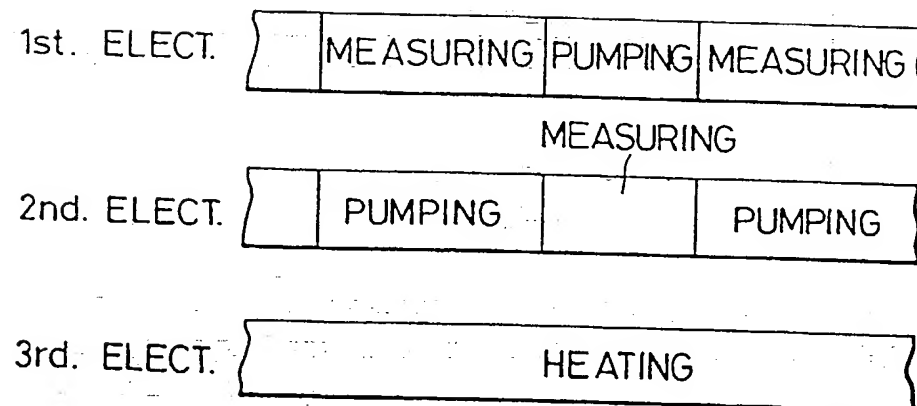 1st. ELECT. MEASURING PUMPING MEASURING
MEASURING
2nd. ELECT. PUMPING PUMPING
3rd. ELECT. HEATING